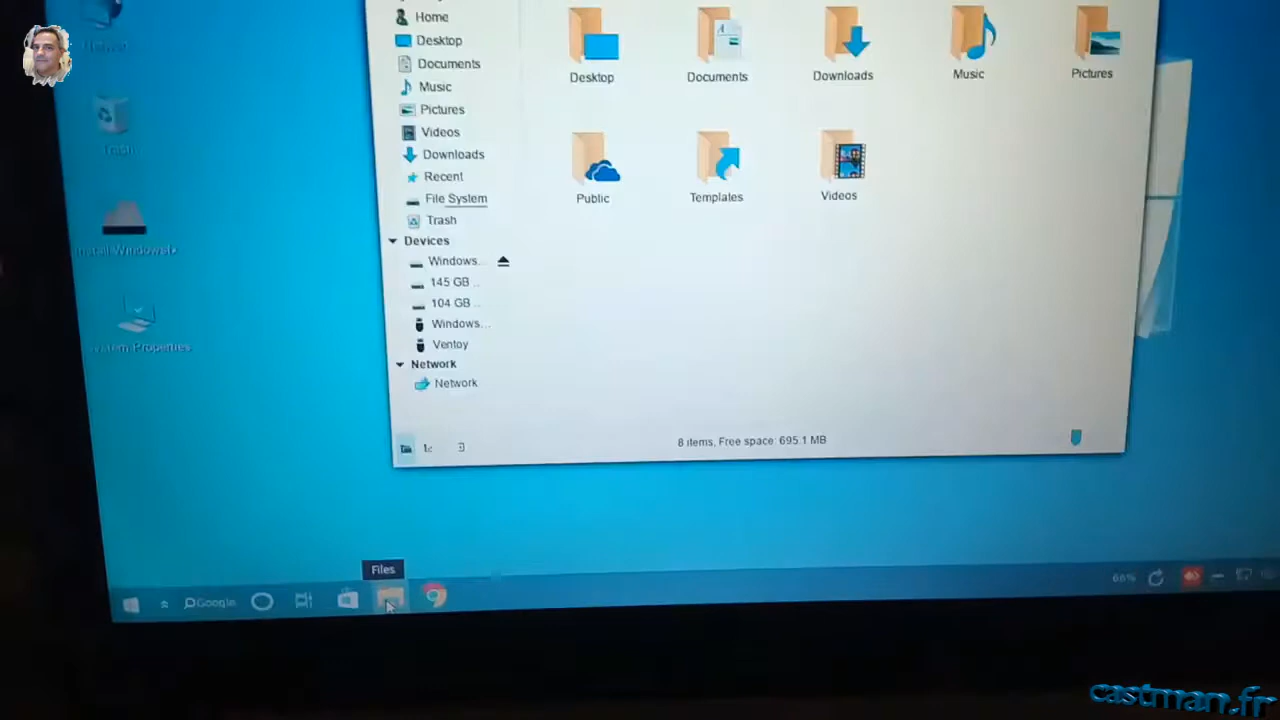 Home
Desktop
Documents
Music
Pictures
Videos
Downloads
Recent
File System
Trash
Devices
Windows...
145 GB ..
104 GB ..
Windows...
Ventoy
Network
Network
Desktop
Documents
Downloads
Music
Pictures
Public
Templates
Videos
8 items, Free space: 695.1 MB
Trash
Files
Google
66%
castman.fr